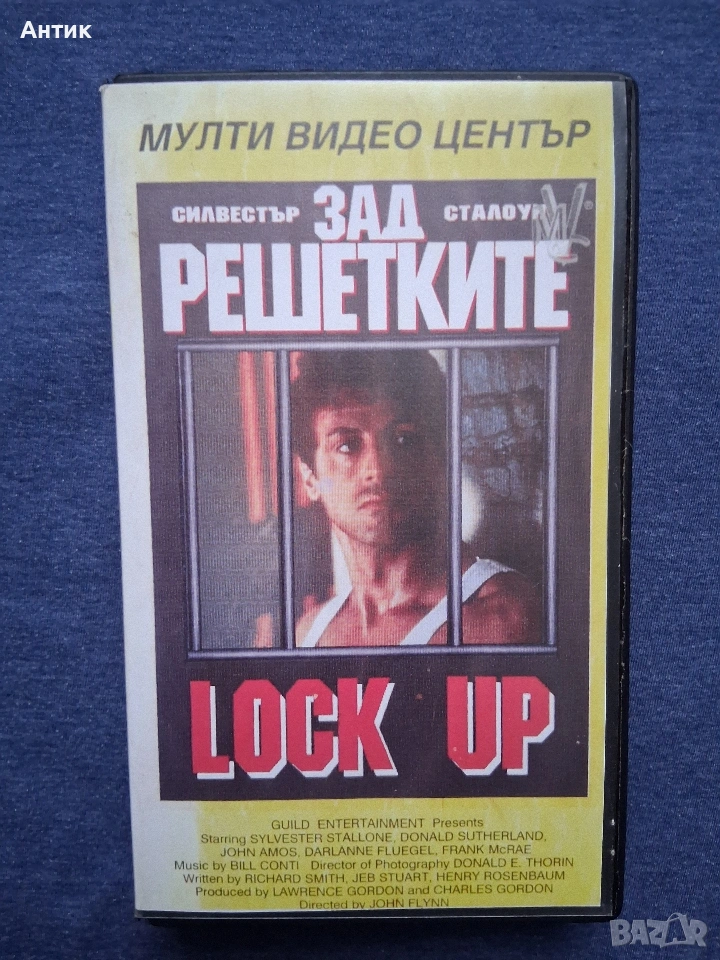 Антик
МУЛТИ ВИДЕО ЦЕНТЪР
СИЛВЕСТЪР ЗАД СТАЛОУН
РЕШЕТКИТЕ
LOCK UP
GUILD ENTERTAINMENT Presents
Starring SYLVESTER STALLONE, DONALD SUTHERLAND,
JOHN AMOS, DARLANNE FLUEGEL, FRANK McRAE
Music by BILL CONTI Director of Photography DONALD E. THORIN
Written by RICHARD SMITH, JEB STUART, HENRY ROSENBAUM
Produced by LAWRENCE GORDON and CHARLES GORDON
Directed by JOHN FLYNN
BAZAR